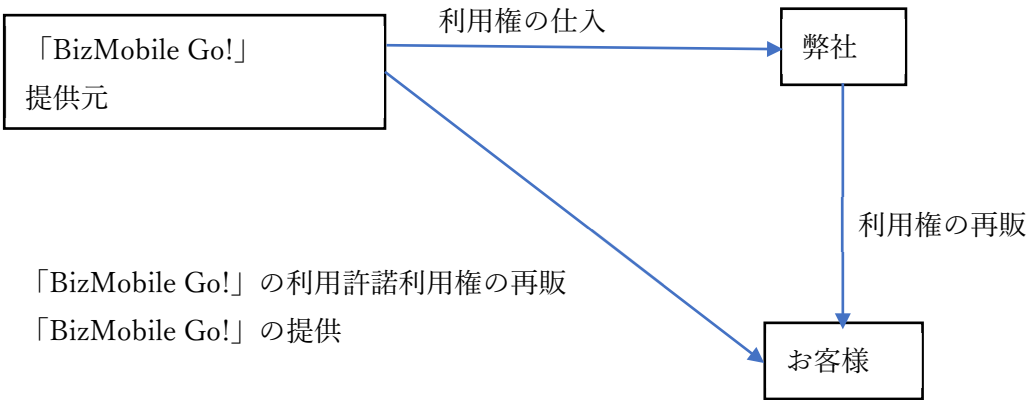 利用権の仕入
「BizMobile Go!」
提供元
弊社
利用権の再販
「BizMobile Go!」の利用許諾利用権の再販
「BizMobile Go!」の提供
お客様